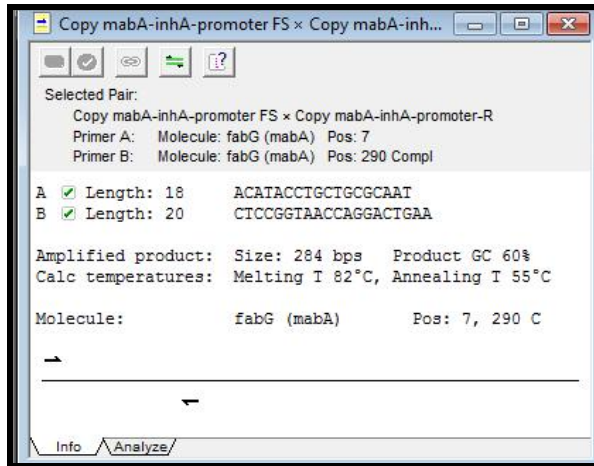 Copy mabA-inhA-promoter FS × Copy mabA-inh...
Selected Pair:
Copy mabA-inhA-promoter FS × Copy mabA-inhA-promoter-R
Primer A: Molecule: fabG (mabA) Pos: 7
Primer B: Molecule: fabG (mabA) Pos: 290 Compl
A Length: 18 ACATACCTGCTGCGCAAT
B Length: 20 CTCCGGTAACCAGGACTGAA
Amplified product: Size: 284 bps Product GC 60%
Calc temperatures: Melting T 82°C, Annealing T 55°C
Molecule: fabG (mabA) Pos: 7, 290 C
Info Analyze